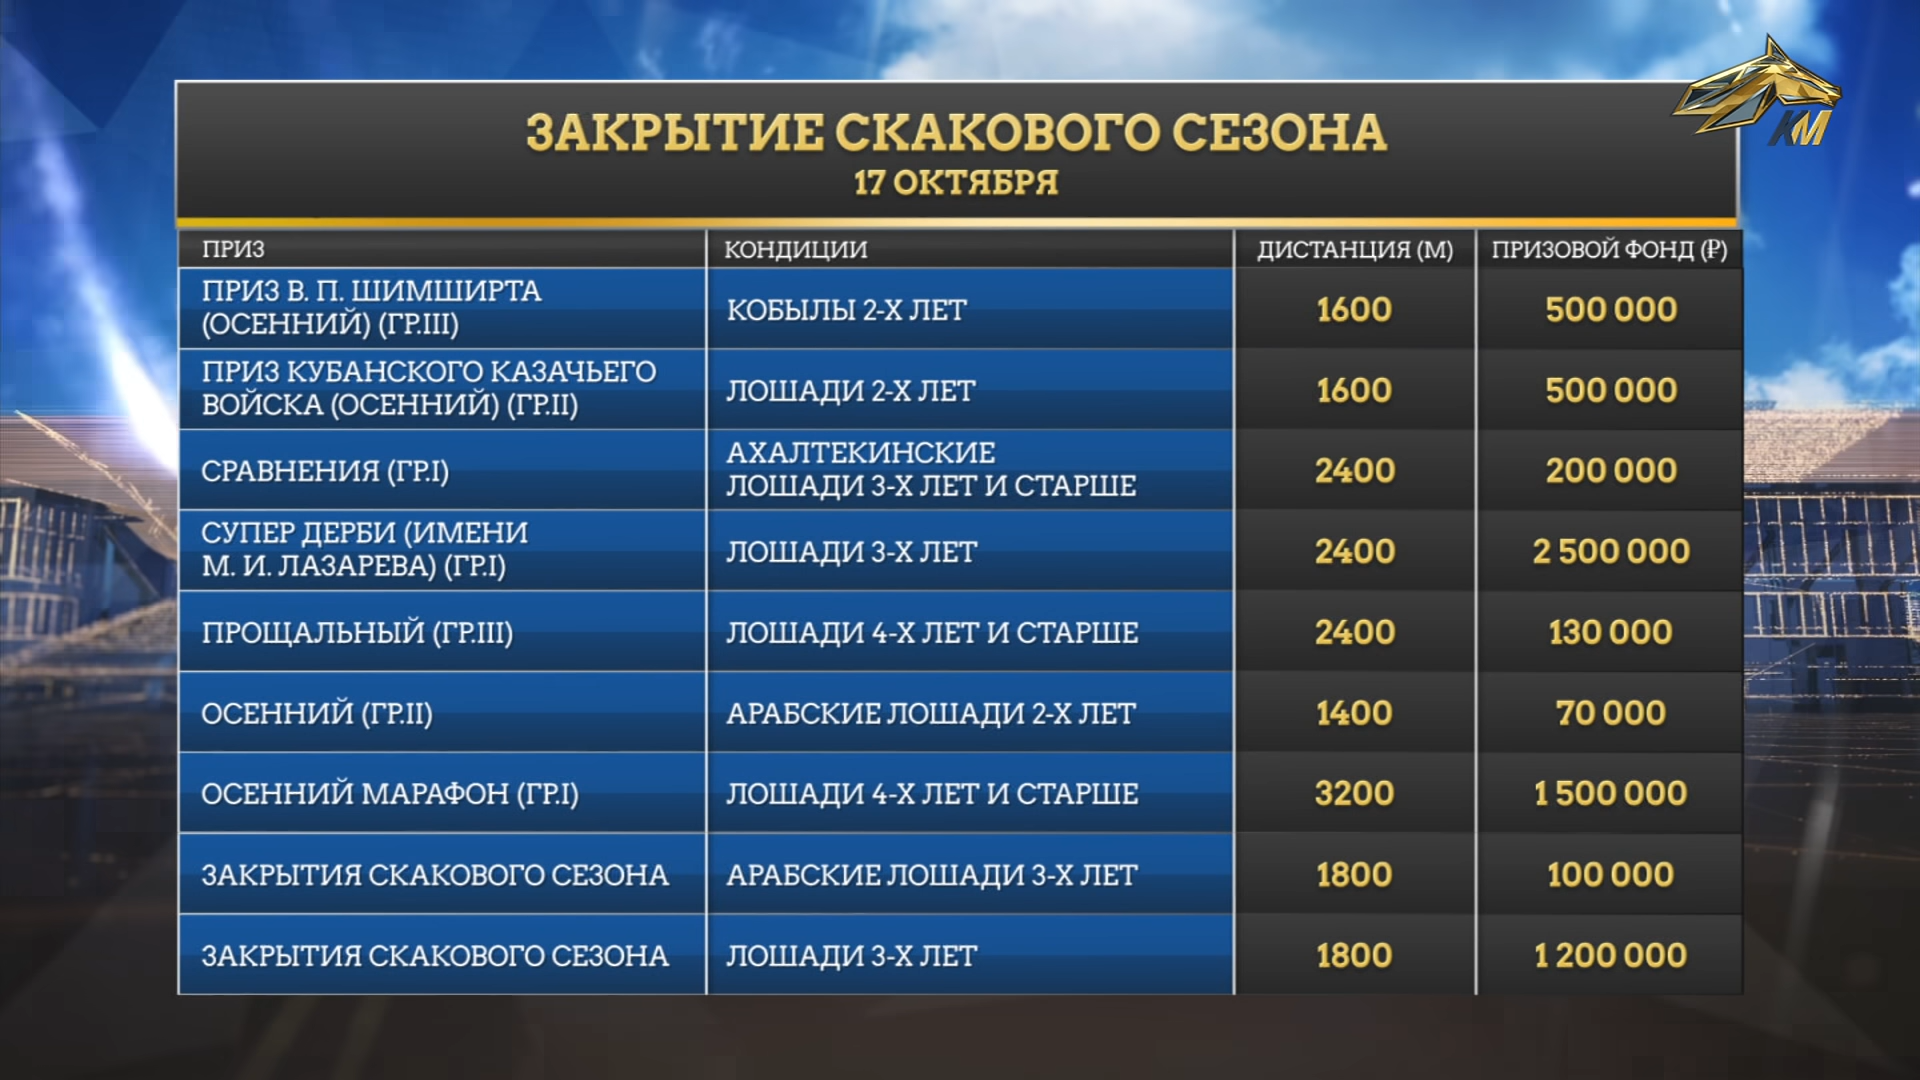 ЗАКРЫТИЕ СКАКОВОГО СЕЗОНА
17 ОКТЯБРЯ
КМ
ПРИЗ КОНДИЦИИ ДИСТАНЦИЯ (М) ПРИЗОВОЙ ФОНД (₽)
ПРИЗ В. П. ШИМШИРТА
(ОСЕННИЙ) (ГР.III)
КОБЫЛЫ 2-Х ЛЕТ
1600
500 000
ПРИЗ КУБАНСКОГО КАЗАЧЬЕГО
ВОЙСКА (ОСЕННИЙ) (ГР.II)
ЛОШАДИ 2-Х ЛЕТ
1600
500 000
СРАВНЕНИЯ (ГР.I)
АХАЛТЕКИНСКИЕ
ЛОШАДИ 3-Х ЛЕТ И СТАРШЕ
2400
200 000
СУПЕР ДЕРБИ (ИМЕНИ
М. И. ЛАЗАРЕВА) (ГР.I)
ЛОШАДИ 3-Х ЛЕТ
2400
2 500 000
ПРОЩАЛЬНЫЙ (ГР.III)
ЛОШАДИ 4-Х ЛЕТ И СТАРШЕ
2400
130 000
ОСЕННИЙ (ГР.II)
АРАБСКИЕ ЛОШАДИ 2-Х ЛЕТ
1400
70 000
ОСЕННИЙ МАРАФОН (ГР.I)
ЛОШАДИ 4-Х ЛЕТ И СТАРШЕ
3200
1 500 000
ЗАКРЫТИЯ СКАКОВОГО СЕЗОНА
АРАБСКИЕ ЛОШАДИ 3-Х ЛЕТ
1800
100 000
ЗАКРЫТИЯ СКАКОВОГО СЕЗОНА
ЛОШАДИ 3-Х ЛЕТ
1800
1 200 000